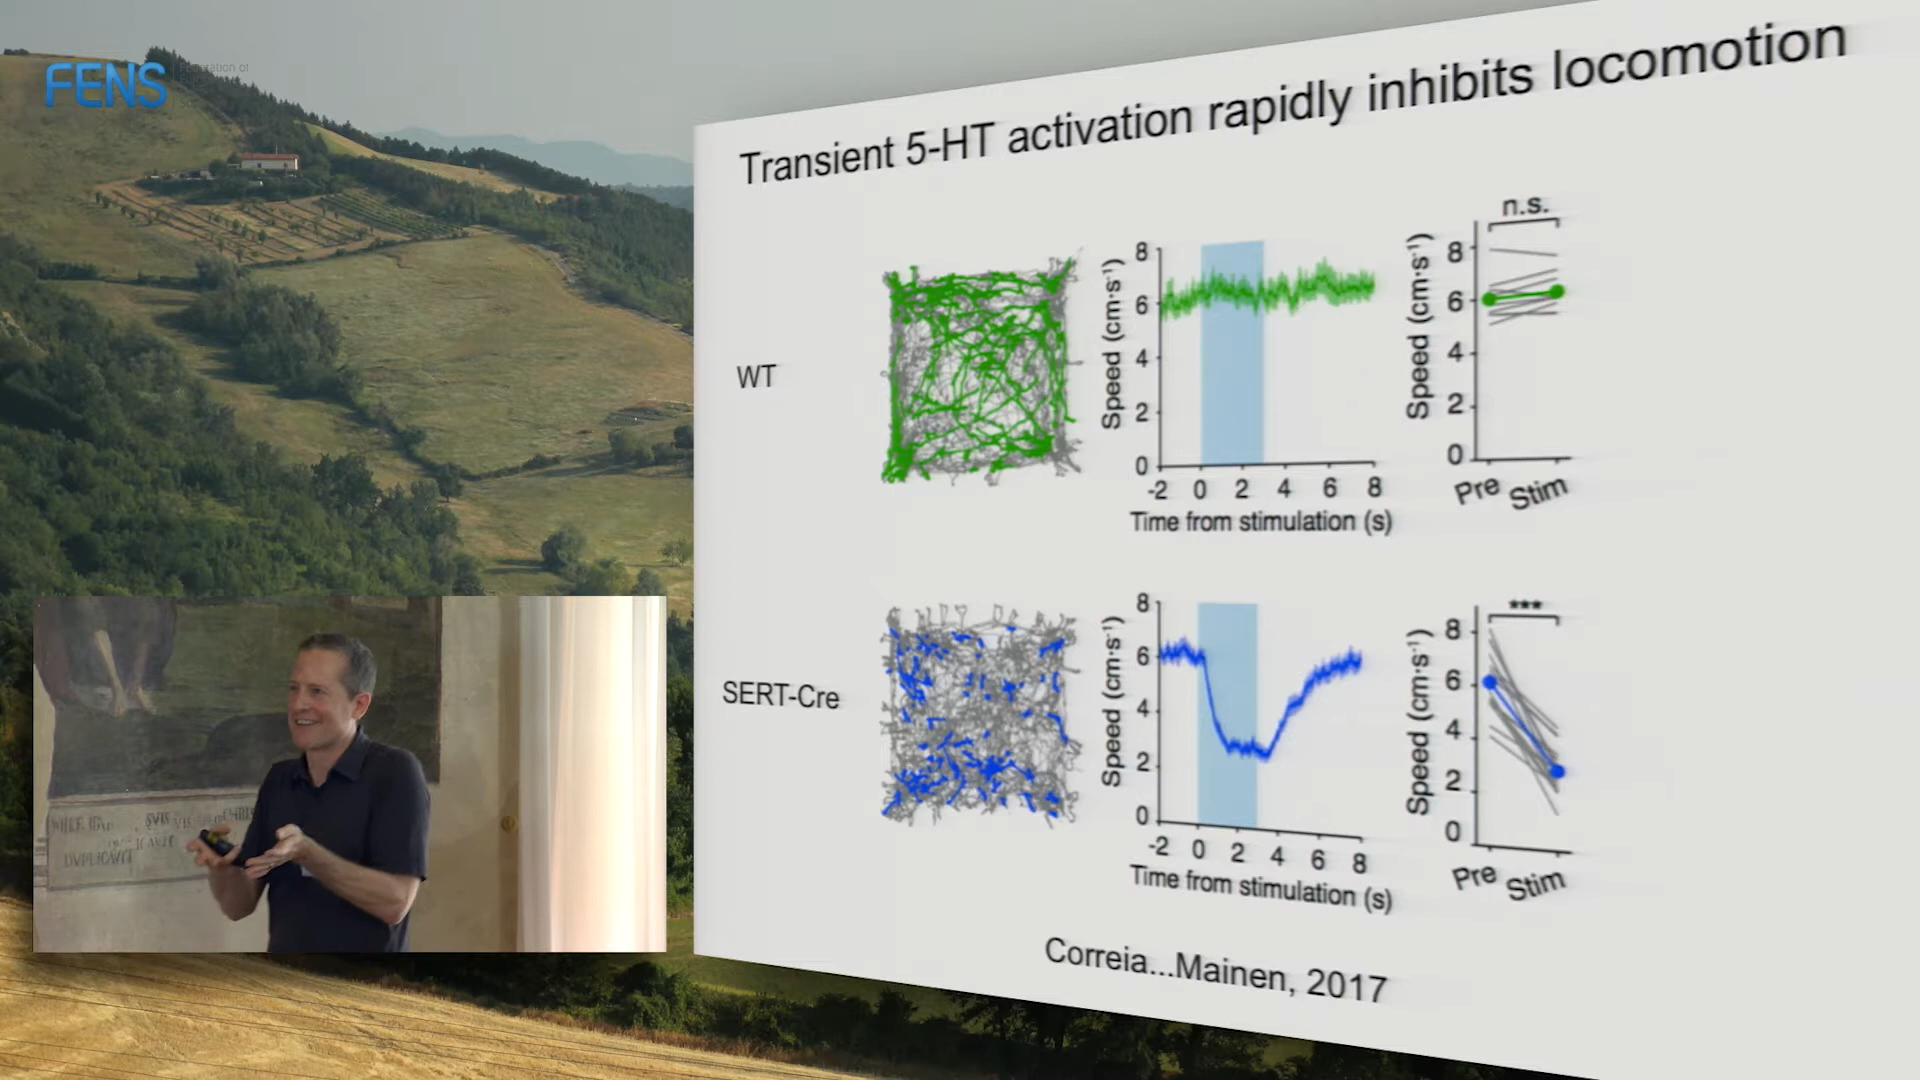 FENS
Federation of
Transient 5-HT activation rapidly inhibits locomotion
WT
Speed (cm·s⁻¹)
8
6
4
2
0
-2 0 2 4 6 8
Time from stimulation (s)
n.s.
Speed (cm·s⁻¹)
8
6
4
2
0
Pre Stim
SERT-Cre
Speed (cm·s⁻¹)
8
6
4
2
0
-2 0 2 4 6 8
Time from stimulation (s)
***
Speed (cm·s⁻¹)
8
6
4
2
0
Pre Stim
Correia...Mainen, 2017
DVPLICAVIT